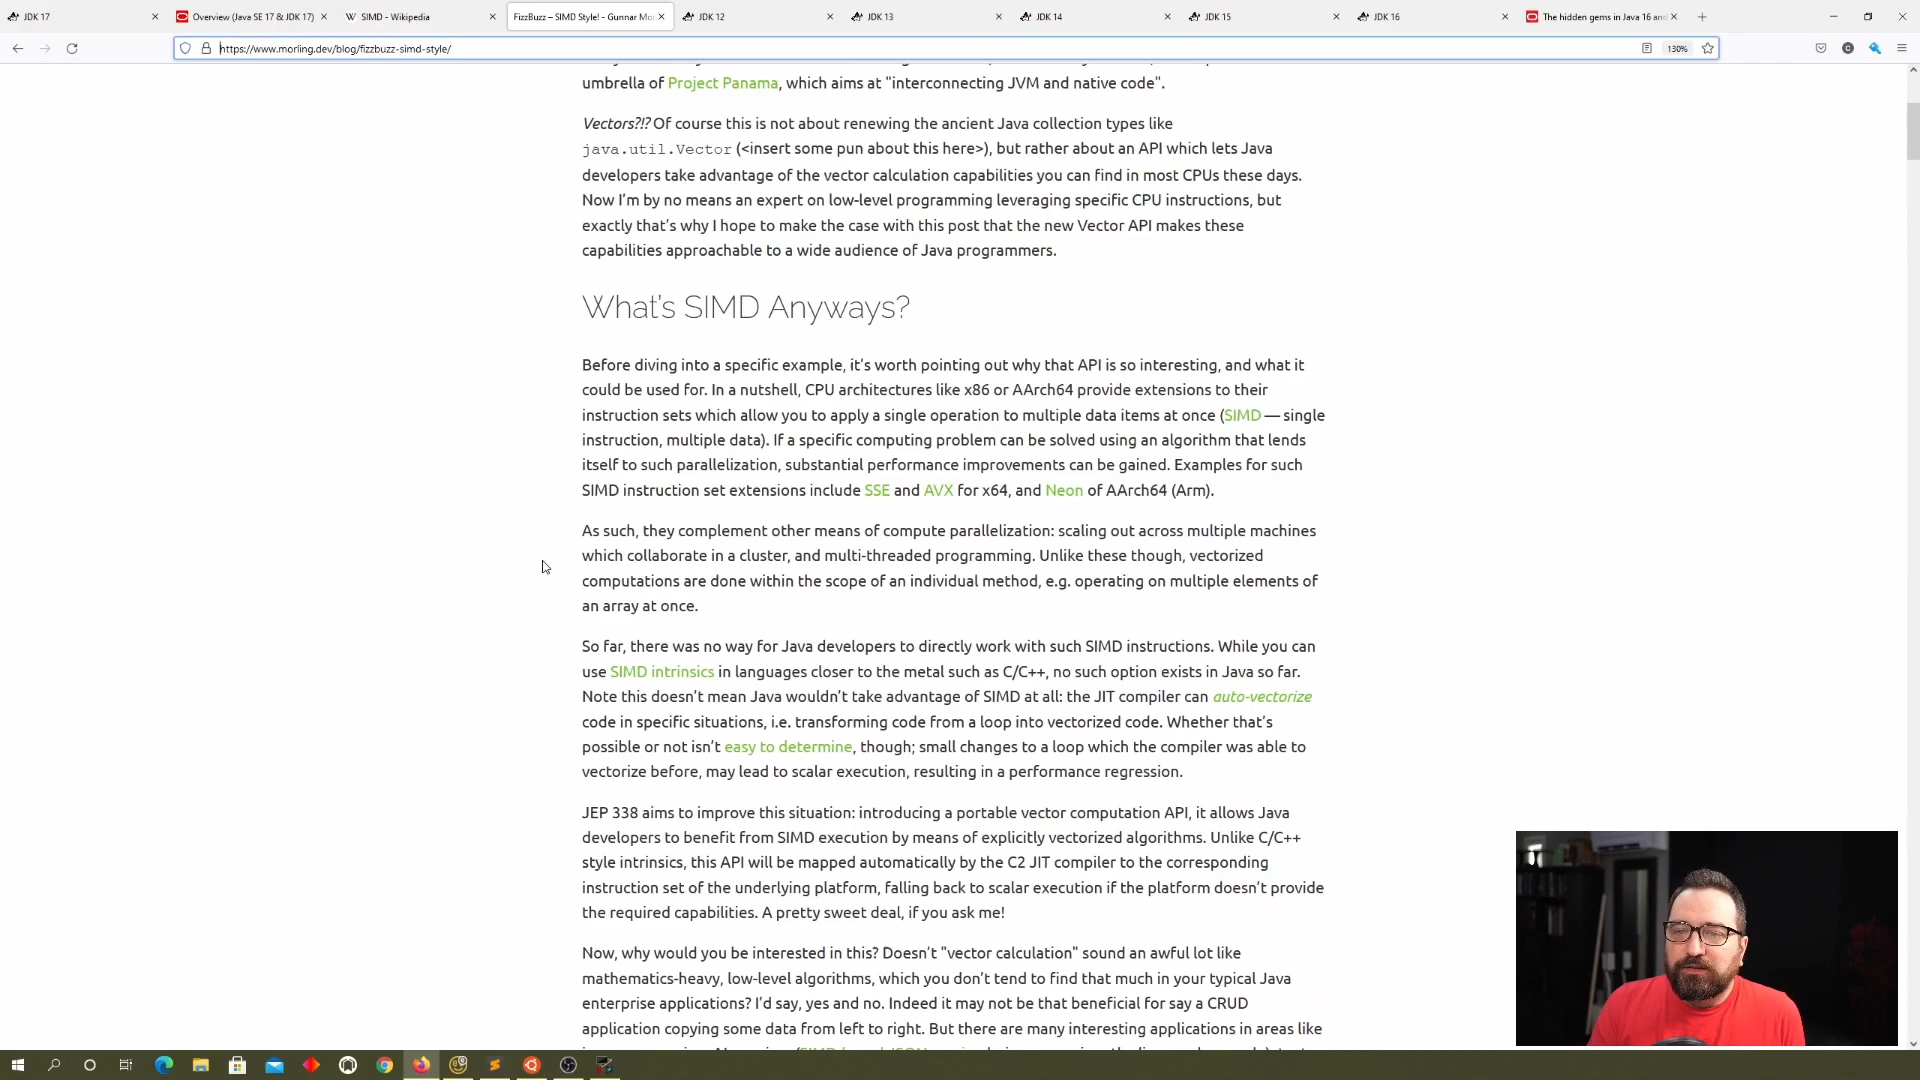 JDK 17
Overview (Java SE 17 & JDK 17)
SIMD - Wikipedia
FizzBuzz – SIMD Style! - Gunnar Mo
JDK 12
JDK 13
JDK 14
JDK 15
JDK 16
The hidden gems in Java 16 and
https://www.morling.dev/blog/fizzbuzz-simd-style/
130%
umbrella of Project Panama, which aims at "interconnecting JVM and native code".
Vectors?!? Of course this is not about renewing the ancient Java collection types like
java.util.Vector (<insert some pun about this here>), but rather about an API which lets Java
developers take advantage of the vector calculation capabilities you can find in most CPUs these days.
Now I'm by no means an expert on low-level programming leveraging specific CPU instructions, but
exactly that's why I hope to make the case with this post that the new Vector API makes these
capabilities approachable to a wide audience of Java programmers.
What's SIMD Anyways?
Before diving into a specific example, it's worth pointing out why that API is so interesting, and what it
could be used for. In a nutshell, CPU architectures like x86 or AArch64 provide extensions to their
instruction sets which allow you to apply a single operation to multiple data items at once (SIMD — single
instruction, multiple data). If a specific computing problem can be solved using an algorithm that lends
itself to such parallelization, substantial performance improvements can be gained. Examples for such
SIMD instruction set extensions include SSE and AVX for x64, and Neon of AArch64 (Arm).
As such, they complement other means of compute parallelization: scaling out across multiple machines
which collaborate in a cluster, and multi-threaded programming. Unlike these though, vectorized
computations are done within the scope of an individual method, e.g. operating on multiple elements of
an array at once.
So far, there was no way for Java developers to directly work with such SIMD instructions. While you can
use SIMD intrinsics in languages closer to the metal such as C/C++, no such option exists in Java so far.
Note this doesn't mean Java wouldn't take advantage of SIMD at all: the JIT compiler can auto-vectorize
code in specific situations, i.e. transforming code from a loop into vectorized code. Whether that's
possible or not isn't easy to determine, though; small changes to a loop which the compiler was able to
vectorize before, may lead to scalar execution, resulting in a performance regression.
JEP 338 aims to improve this situation: introducing a portable vector computation API, it allows Java
developers to benefit from SIMD execution by means of explicitly vectorized algorithms. Unlike C/C++
style intrinsics, this API will be mapped automatically by the C2 JIT compiler to the corresponding
instruction set of the underlying platform, falling back to scalar execution if the platform doesn't provide
the required capabilities. A pretty sweet deal, if you ask me!
Now, why would you be interested in this? Doesn't "vector calculation" sound an awful lot like
mathematics-heavy, low-level algorithms, which you don't tend to find that much in your typical Java
enterprise applications? I'd say, yes and no. Indeed it may not be that beneficial for say a CRUD
application copying some data from left to right. But there are many interesting applications in areas like